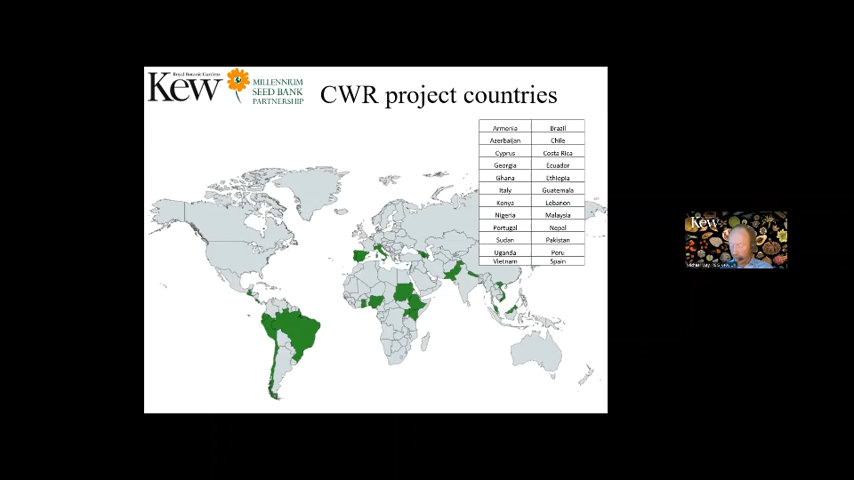 Royal Botanic Gardens
Kew
MILLENNIUM
SEED BANK
PARTNERSHIP
CWR project countries
Armenia Brazil
Azerbaijan Chile
Cyprus Costa Rica
Georgia Ecuador
Ghana Ethiopia
Italy Guatemala
Kenya Lebanon
Nigeria Malaysia
Portugal Nepal
Sudan Pakistan
Uganda Peru
Vietnam Spain
Kew